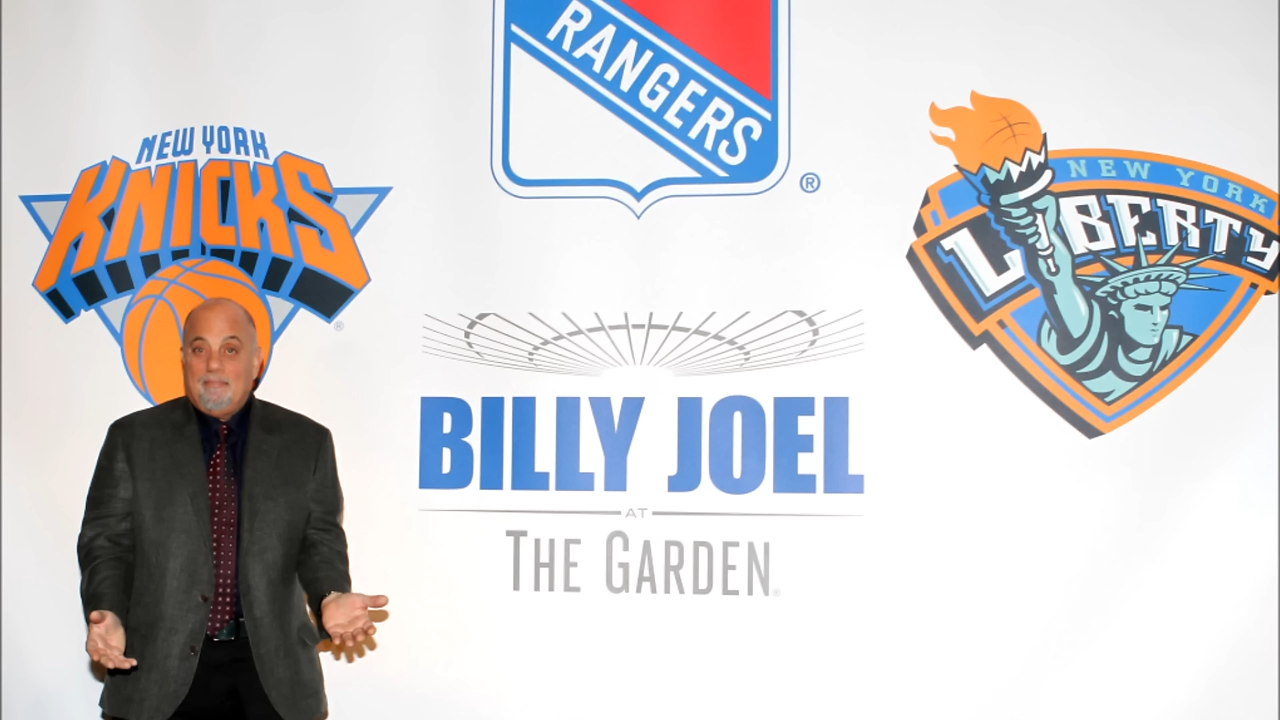 RANGERS
®
NEW YORK
KNICKS
®
NEW YORK
LIBERTY
BILLY JOEL
AT
THE GARDEN